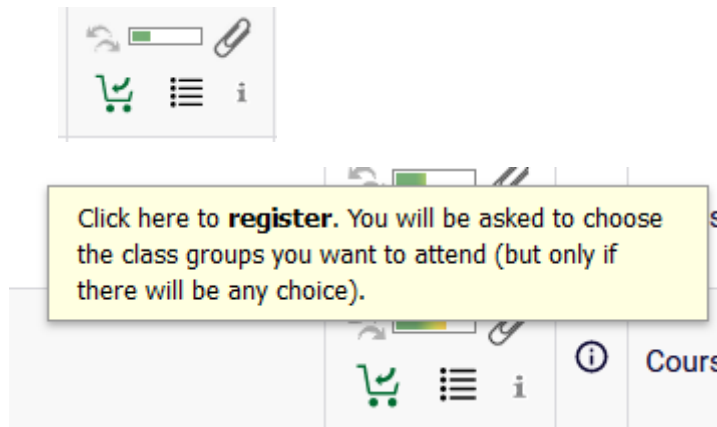 i
Click here to register. You will be asked to choose
the class groups you want to attend (but only if
there will be any choice).
i
i
Cours